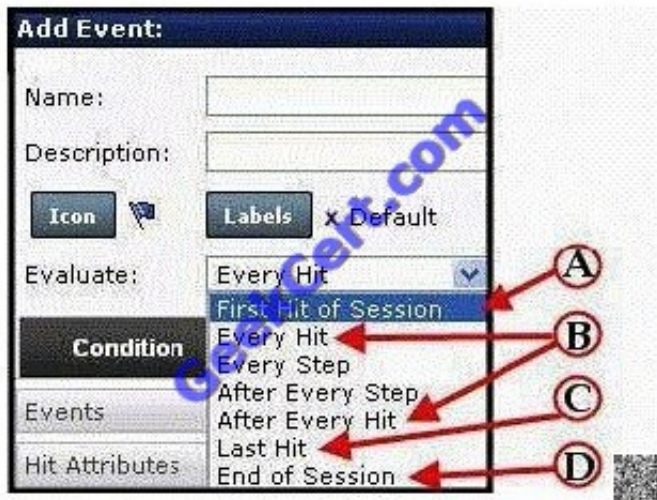 Add Event:
Name:
Description:
Icon Labels x Default
Evaluate: Every Hit
First Hit of Session
Every Hit
Every Step
After Every Step
After Every Hit
Last Hit
End of Session
Condition
Events
Hit Attributes
A
B
C
D
GeekCert.com